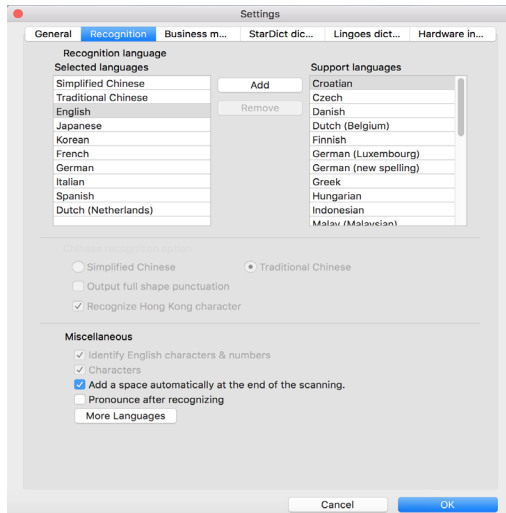 Settings
General Recognition Business m... StarDict dic... Lingoes dict... Hardware in...
Recognition language
Selected languages
Simplified Chinese
Traditional Chinese
English
Japanese
Korean
French
German
Italian
Spanish
Dutch (Netherlands)
Add
Remove
Support languages
Croatian
Czech
Danish
Dutch (Belgium)
Finnish
German (Luxembourg)
German (new spelling)
Greek
Hungarian
Indonesian
Malay (Malaysian)
Chinese recognition option
Simplified Chinese Traditional Chinese
Output full shape punctuation
Recognize Hong Kong character
Miscellaneous
Identify English characters & numbers
Characters
Add a space automatically at the end of the scanning.
Pronounce after recognizing
More Languages
Cancel OK